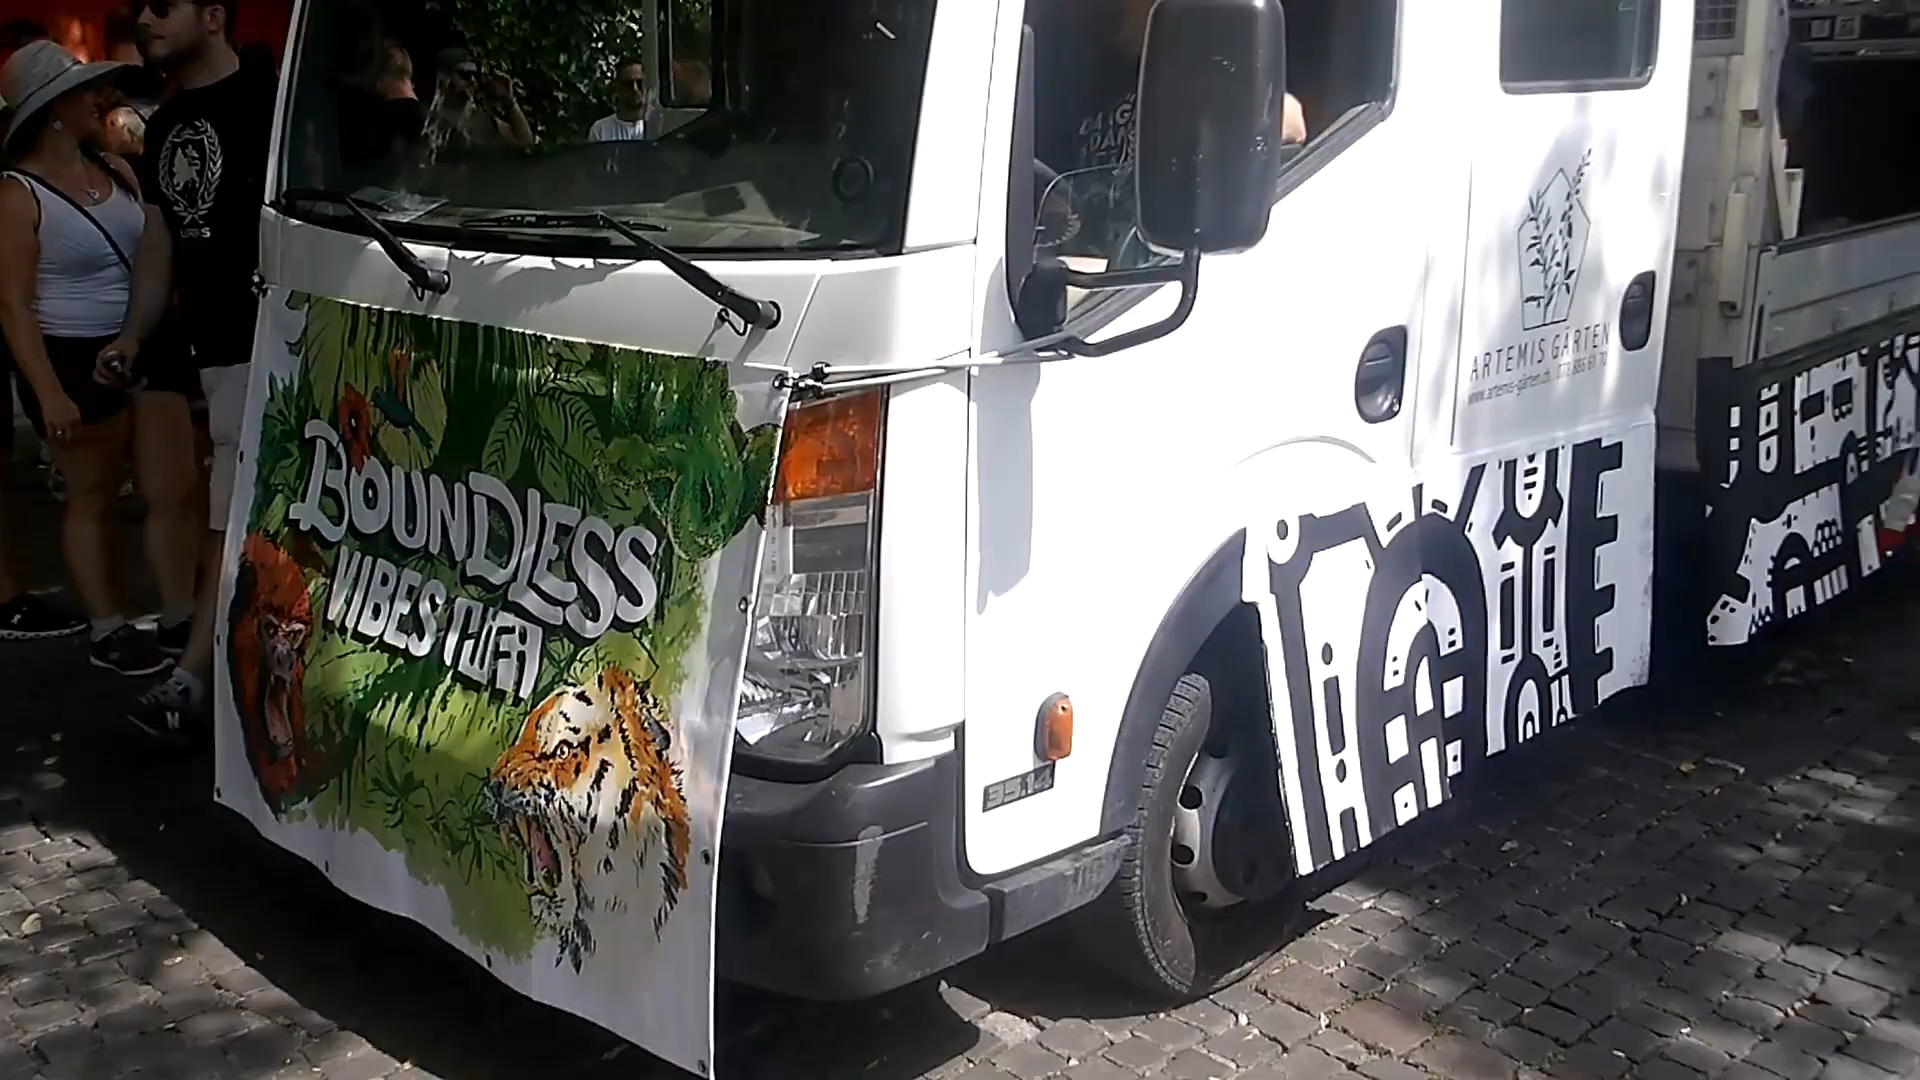 BOUNDLESS
VIBES
ARTEMIS GÄRTEN
www.artemis-gärten.ch
35.14